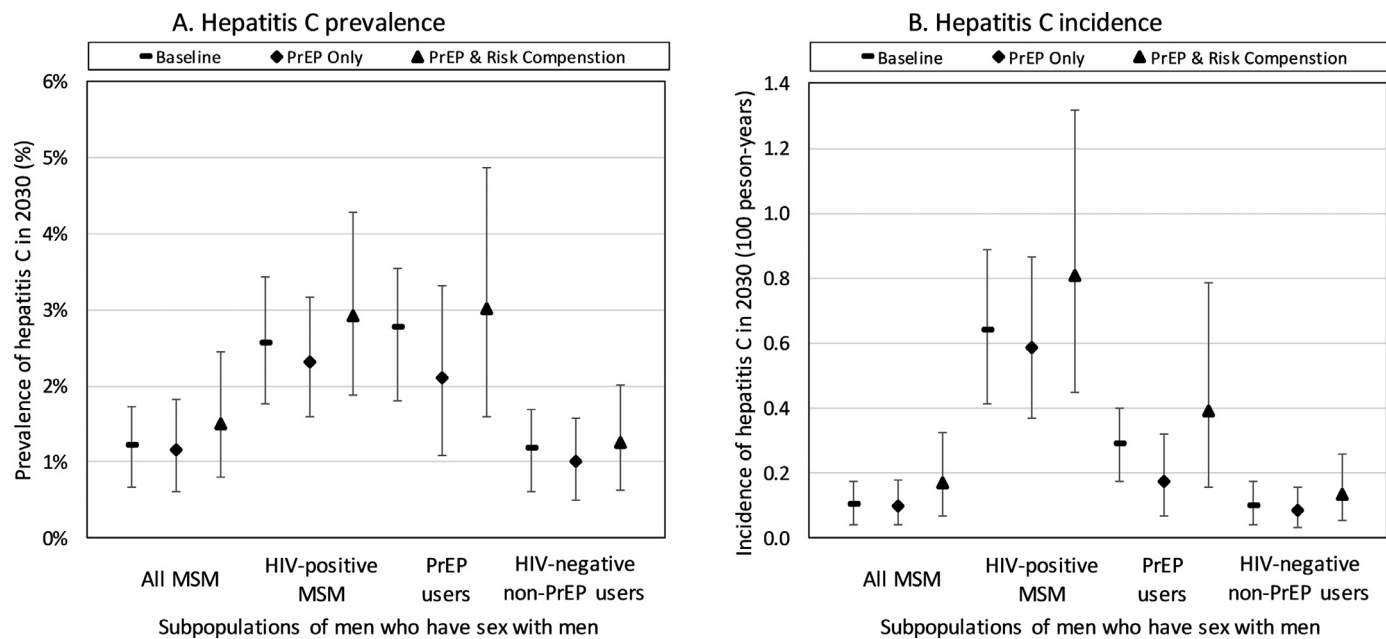 A. Hepatitis C prevalence
Baseline PrEP Only PrEP & Risk Compenstion
Prevalence of hepatitis C in 2030 (%)
6%
5%
4%
3%
2%
1%
0%
All MSM
HIV-positive
MSM
PrEP
users
HIV-negative
non-PrEP users
Subpopulations of men who have sex with men
B. Hepatitis C incidence
Baseline PrEP Only PrEP & Risk Compenstion
Incidence of hepatitis C in 2030 (100 peson-years)
1.4
1.2
1.0
0.8
0.6
0.4
0.2
0.0
All MSM
HIV-positive
MSM
PrEP
users
HIV-negative
non-PrEP users
Subpopulations of men who have sex with men